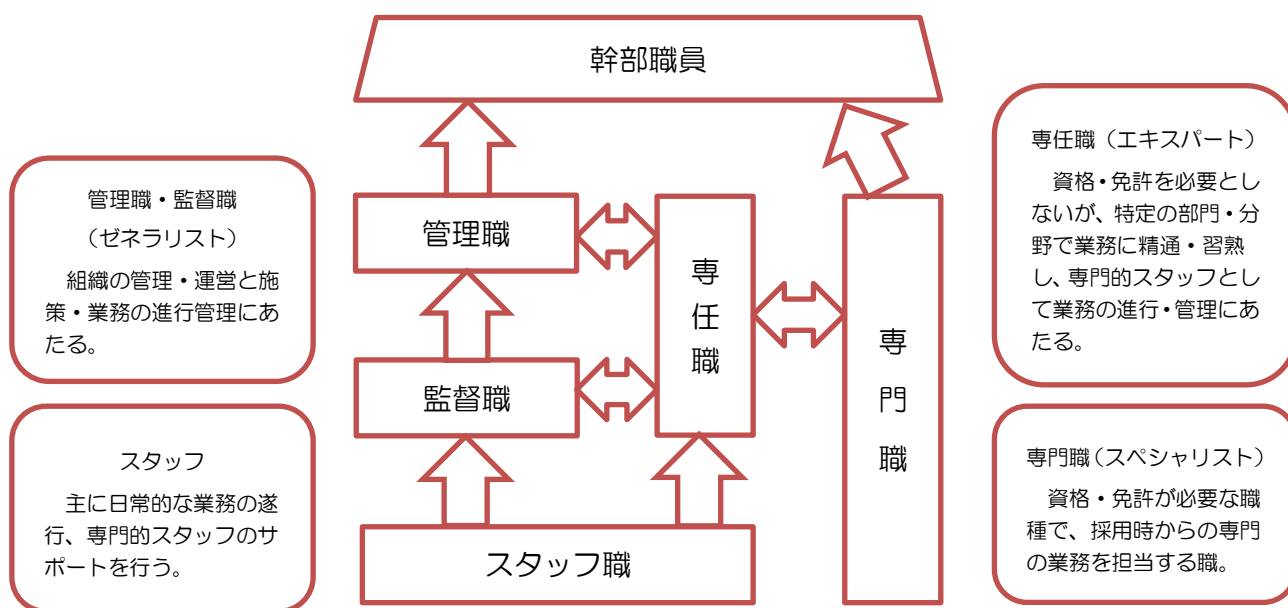 幹部職員
管理職・監督職
（ゼネラリスト）
組織の管理・運営と施
策・業務の進行管理にあ
たる。
スタッフ
主に日常的な業務の遂
行、専門的スタッフのサ
ポートを行う。
管理職
監督職
スタッフ職
専任職
専門職
専任職（エキスパート）
資格・免許を必要とし
ないが、特定の部門・分
野で業務に精通・習熟
し、専門的スタッフとし
て業務の進行・管理にあ
たる。
専門職（スペシャリスト）
資格・免許が必要な職
種で、採用時からの専門
の業務を担当する職。